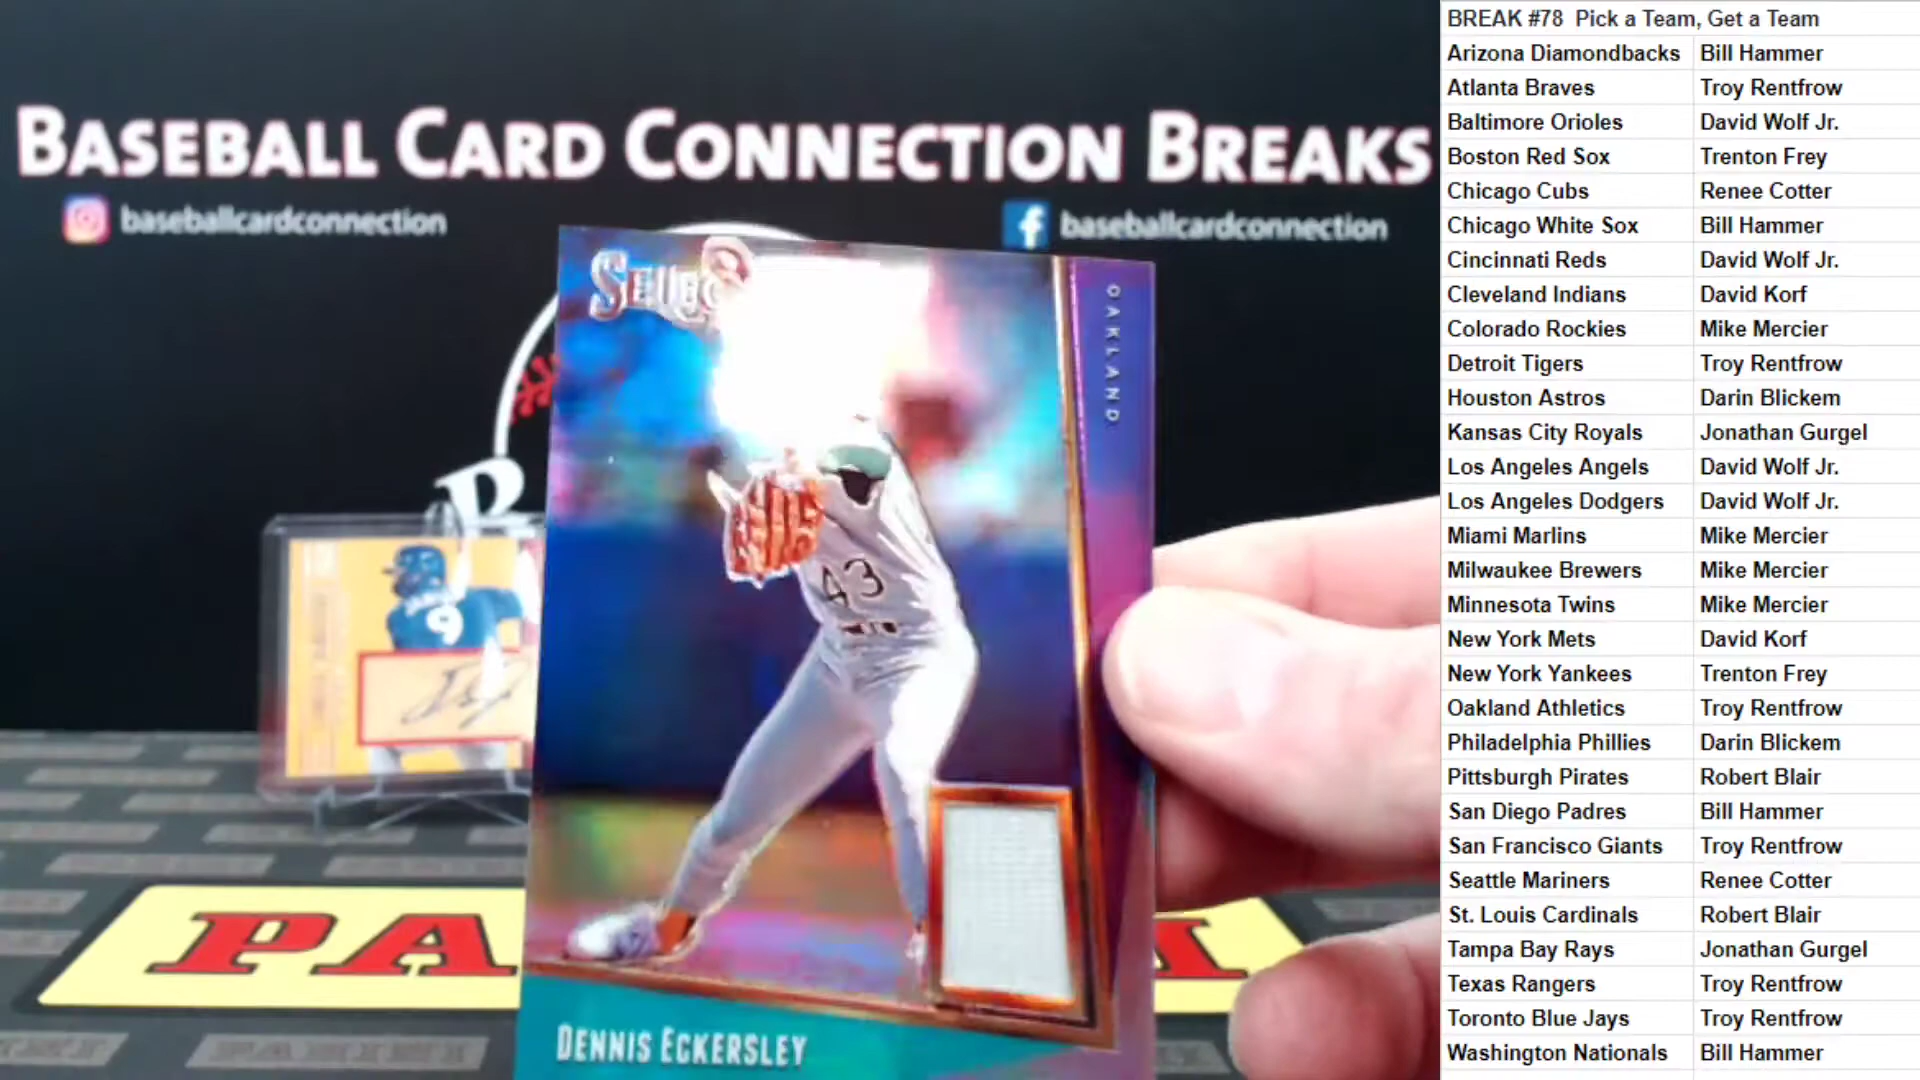 BASEBALL CARD CONNECTION BREAKS
baseballcardconnection
baseballcardconnection
SELECT
OAKLAND
43
9
DENNIS ECKERSLEY
PANINI
BREAK #78 Pick a Team, Get a Team
Arizona Diamondbacks Bill Hammer
Atlanta Braves Troy Rentfrow
Baltimore Orioles David Wolf Jr.
Boston Red Sox Trenton Frey
Chicago Cubs Renee Cotter
Chicago White Sox Bill Hammer
Cincinnati Reds David Wolf Jr.
Cleveland Indians David Korf
Colorado Rockies Mike Mercier
Detroit Tigers Troy Rentfrow
Houston Astros Darin Blickem
Kansas City Royals Jonathan Gurgel
Los Angeles Angels David Wolf Jr.
Los Angeles Dodgers David Wolf Jr.
Miami Marlins Mike Mercier
Milwaukee Brewers Mike Mercier
Minnesota Twins Mike Mercier
New York Mets David Korf
New York Yankees Trenton Frey
Oakland Athletics Troy Rentfrow
Philadelphia Phillies Darin Blickem
Pittsburgh Pirates Robert Blair
San Diego Padres Bill Hammer
San Francisco Giants Troy Rentfrow
Seattle Mariners Renee Cotter
St. Louis Cardinals Robert Blair
Tampa Bay Rays Jonathan Gurgel
Texas Rangers Troy Rentfrow
Toronto Blue Jays Troy Rentfrow
Washington Nationals Bill Hammer